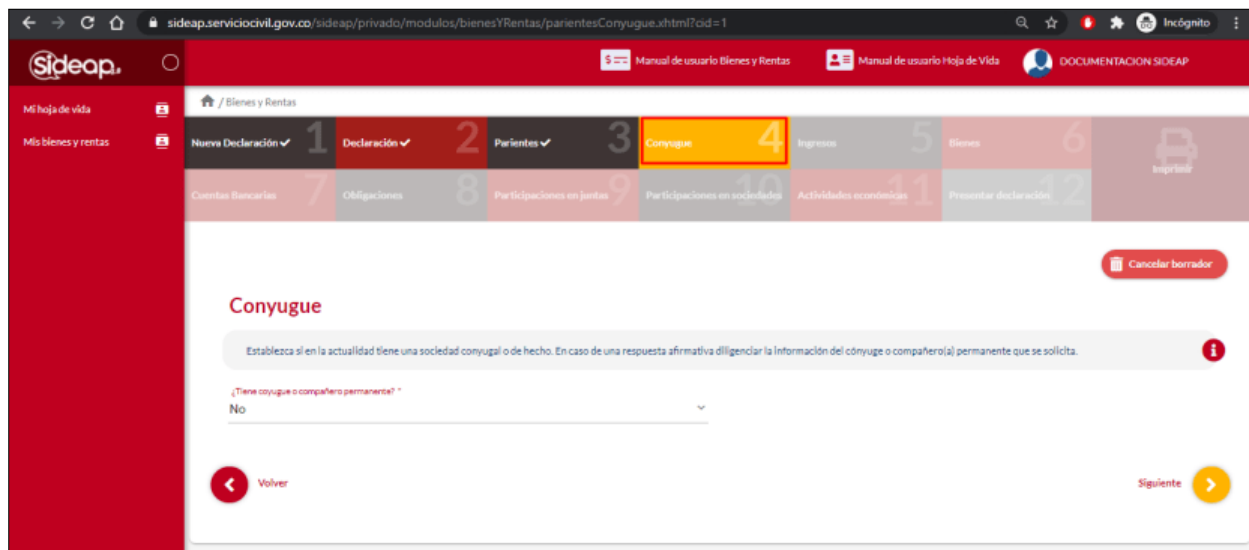 sideap.serviciocivil.gov.co/sideap/privado/modulos/bienesYRentas/parientesConyugue.xhtml?cid=1
Incógnito
Sideap.
Manual de usuario Bienes y Rentas
Manual de usuario Hoja de Vida
DOCUMENTACION SIDEAP
Mi hoja de vida
Mis bienes y rentas
/ Bienes y Rentas
Nueva Declaración 1
Declaración 2
Parientes 3
Conyugue 4
Ingresos 5
Bienes 6
Imprimir
Cuentas Bancarias 7
Obligaciones 8
Participaciones en juntas 9
Participaciones en sociedades 10
Actividades económicas 11
Presentar declaración 12
Cancelar borrador
Conyugue
Establezca si en la actualidad tiene una sociedad conyugal o de hecho. En caso de una respuesta afirmativa diligenciar la información del cónyuge o compañero(a) permanente que se solicita.
¿Tiene coyugue o compañero permanente? *
No
Volver
Siguiente